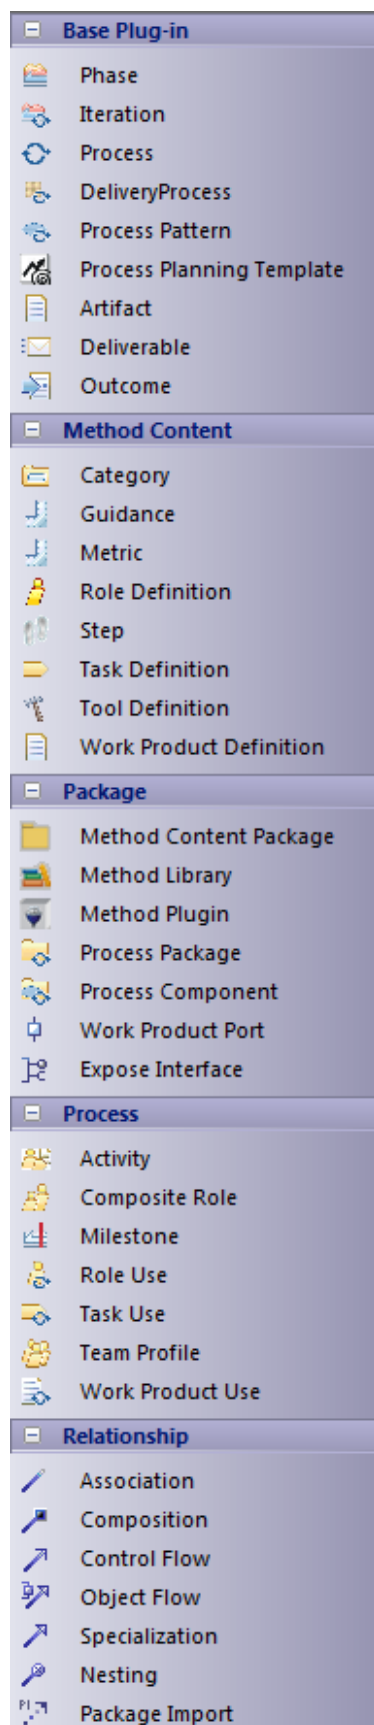 Base Plug-in
Phase
Iteration
Process
DeliveryProcess
Process Pattern
Process Planning Template
Artifact
Deliverable
Outcome
Method Content
Category
Guidance
Metric
Role Definition
Step
Task Definition
Tool Definition
Work Product Definition
Package
Method Content Package
Method Library
Method Plugin
Process Package
Process Component
Work Product Port
Expose Interface
Process
Activity
Composite Role
Milestone
Role Use
Task Use
Team Profile
Work Product Use
Relationship
Association
Composition
Control Flow
Object Flow
Specialization
Nesting
Package Import